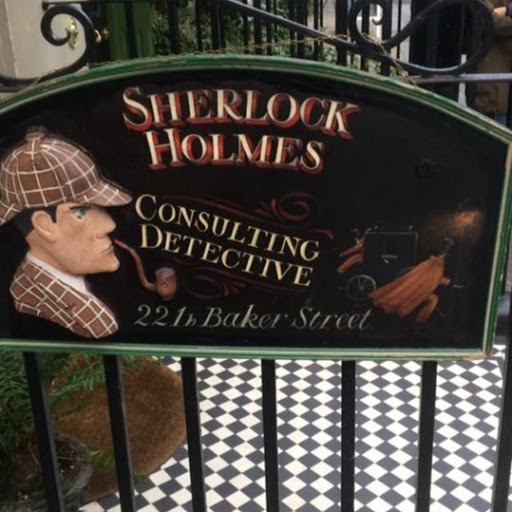 SHERLOCK
HOLMES
CONSULTING
DETECTIVE
221b Baker Street